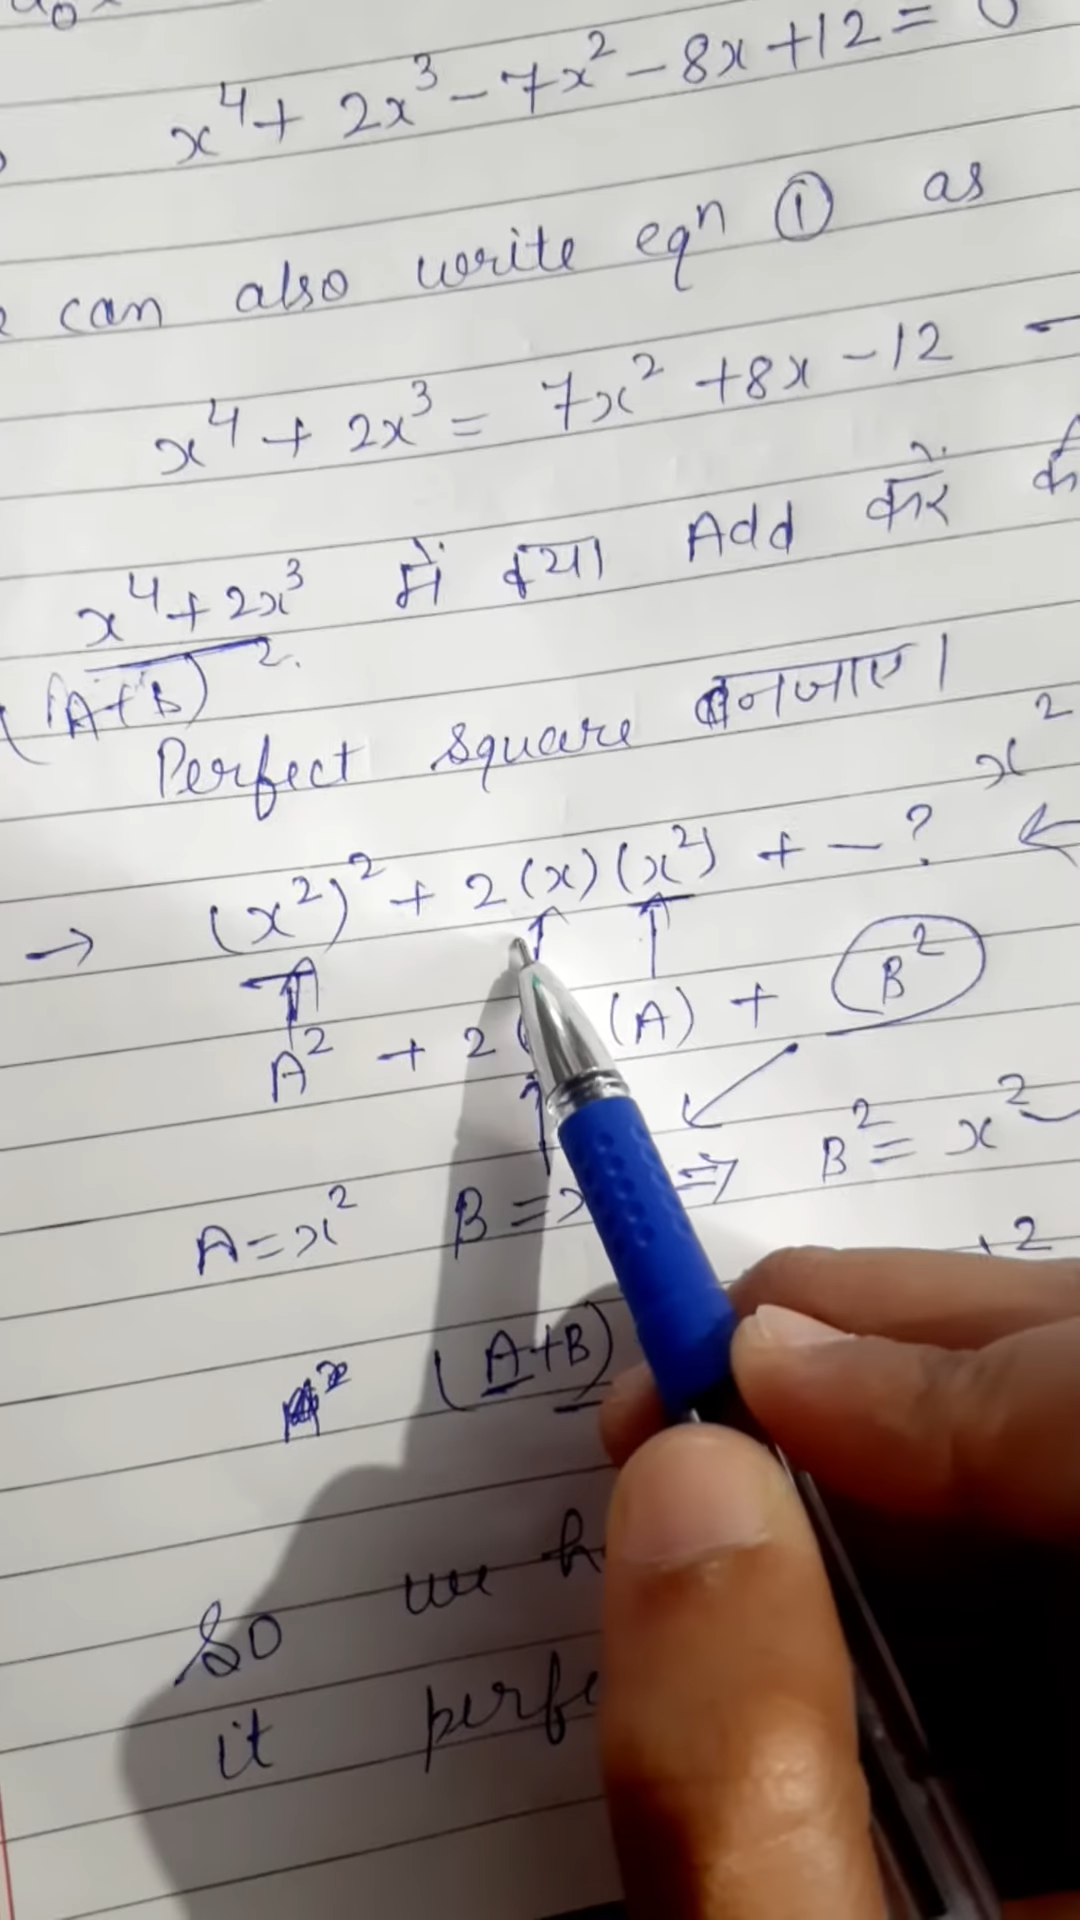 x⁴ + 2x³ - 7x² - 8x + 12 = 0
can also write eqⁿ ① as
x⁴ + 2x³ = 7x² + 8x - 12 —
x⁴ + 2x³ में क्या Add करें
(A+B)².
Perfect square बनजाए।
x²
→ (x²)² + 2(x)(x²) + - ? ←
A² + 2 (A) + B²
A = x² B = x ⇒ B² = x²
(A+B)
So we
it